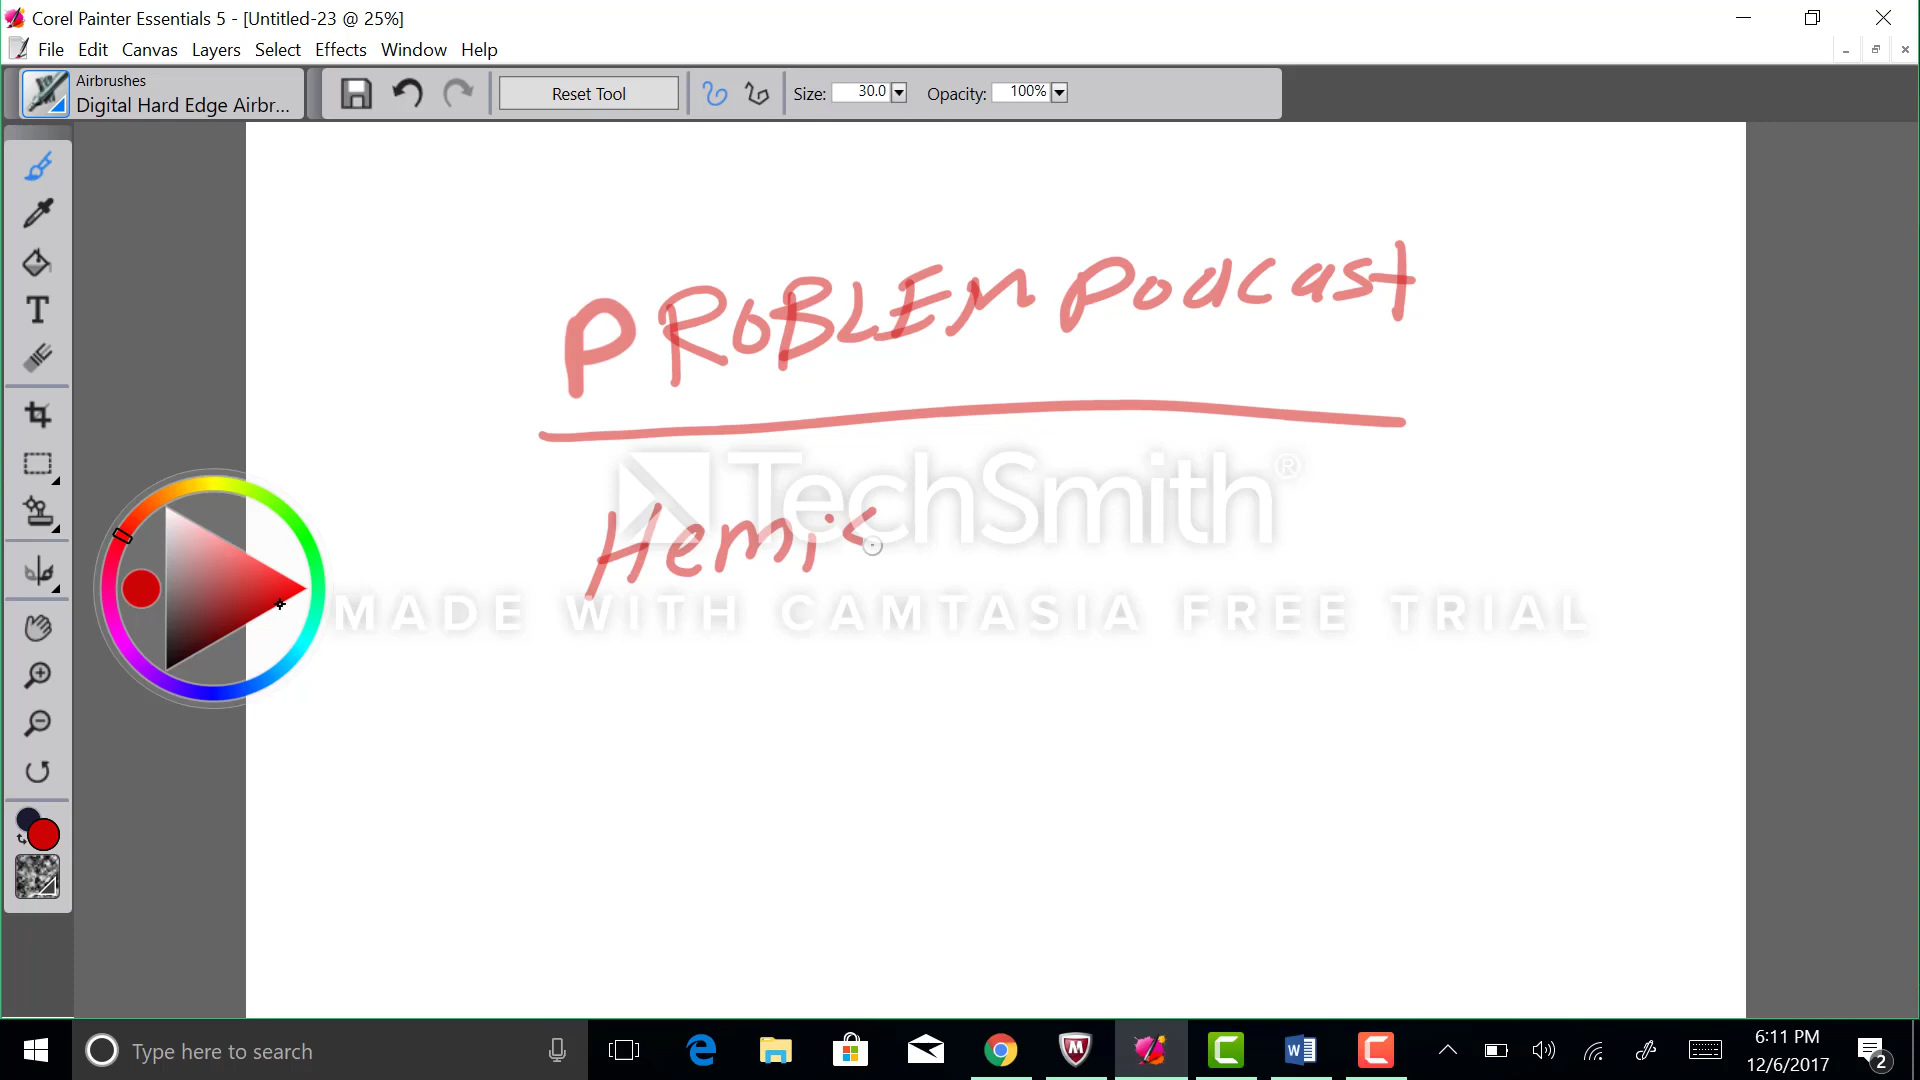 Corel Painter Essentials 5 - [Untitled-23 @ 25%]
File Edit Canvas Layers Select Effects Window Help
Airbrushes
Digital Hard Edge Airbr...
Reset Tool
Size: 30.0
Opacity: 100%
T
PROBLEM Podcast
TechSmith®
Hemis
MADE WITH CAMTASIA FREE TRIAL
Type here to search
6:11 PM
12/6/2017
2